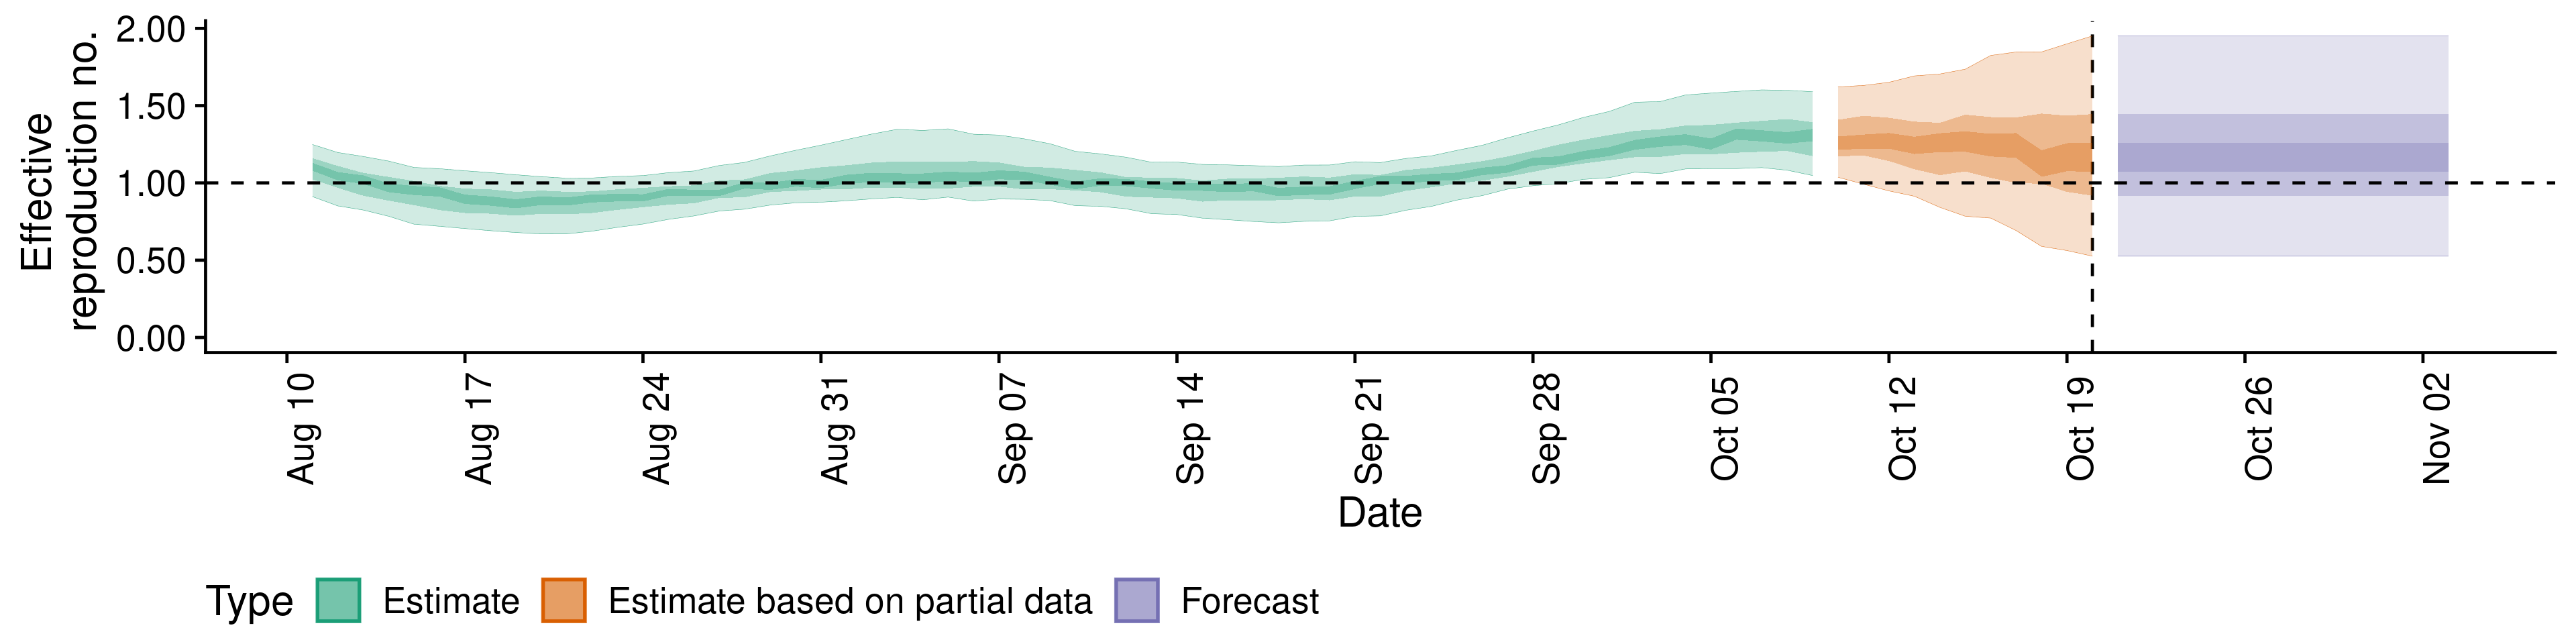 Effective
reproduction no.
2.00
1.50
1.00
0.50
0.00
Aug 10
Aug 17
Aug 24
Aug 31
Sep 07
Sep 14
Sep 21
Sep 28
Oct 05
Oct 12
Oct 19
Oct 26
Nov 02
Date
Type Estimate Estimate based on partial data Forecast